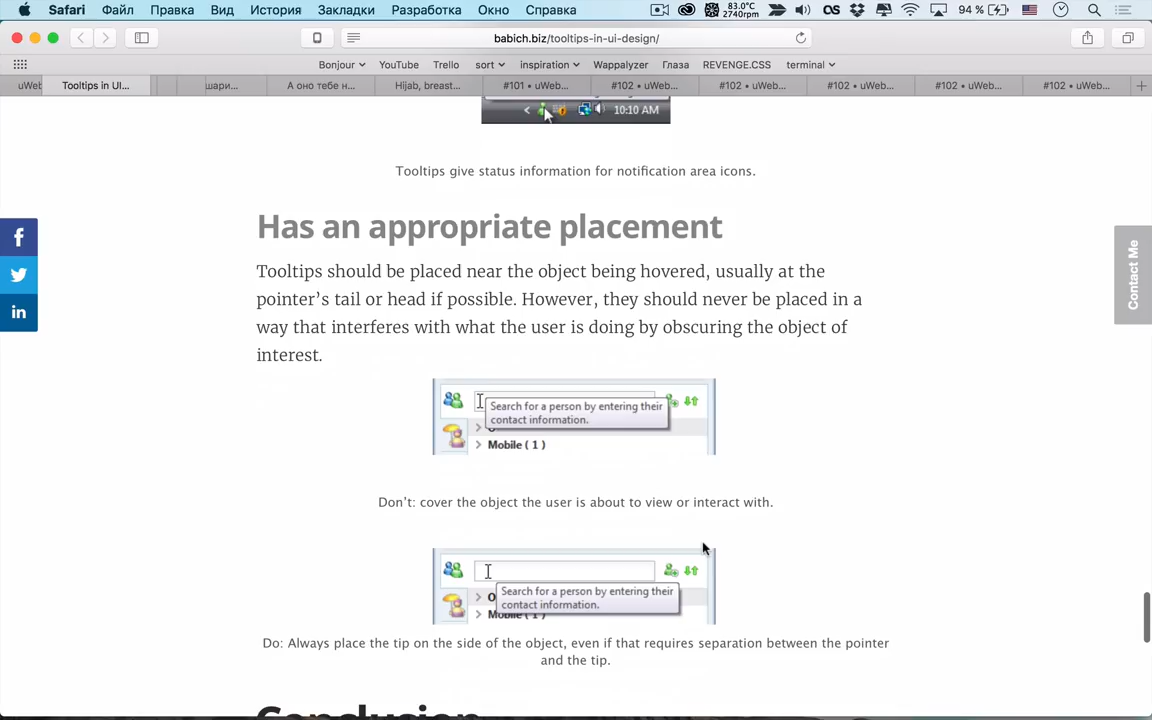 Safari Файл Правка Вид История Закладки Разработка Окно Справка 83.0°C 2740rpm 94 %
babich.biz/tooltips-in-ui-design/
Bonjour YouTube Trello sort inspiration Wappalyzer Глаза REVENGE.CSS terminal
uWeb Tooltips in UI... шари... А оно тебе н... Hijab, breast... #101 • uWeb... #102 • uWeb... #102 • uWeb... #102 • uWeb... #102 • uWeb... #102 • uWeb...
10:10 AM
Tooltips give status information for notification area icons.
Has an appropriate placement
Tooltips should be placed near the object being hovered, usually at the
pointer’s tail or head if possible. However, they should never be placed in a
way that interferes with what the user is doing by obscuring the object of
interest.
Search for a person by entering their
contact information.
Mobile ( 1 )
Don’t: cover the object the user is about to view or interact with.
Search for a person by entering their
contact information.
Mobile ( 1 )
Do: Always place the tip on the side of the object, even if that requires separation between the pointer
and the tip.
Conclusion
Contact Me